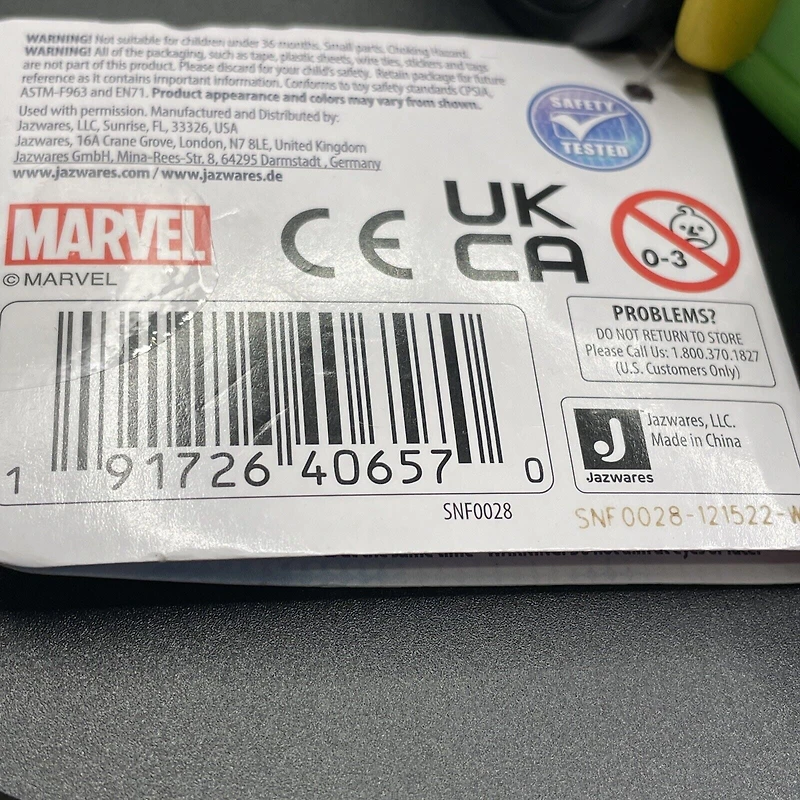 WARNING! Not suitable for children under 36 months. Small parts. Choking Hazard.
WARNING! All of the packaging, such as tape, plastic sheets, wire ties, stickers and tags
are not part of this product. Please discard for your child's safety. Retain package for future
reference as it contains important information. Conforms to toy safety standards CPSIA,
ASTM-F963 and EN71. Product appearance and colors may vary from shown.
Used with permission. Manufactured and Distributed by:
Jazwares, LLC, Sunrise, FL, 33326, USA
Jazwares, 16A Crane Grove, London, N7 8LE, United Kingdom
Jazwares GmbH, Mina-Rees-Str. 8, 64295 Darmstadt, Germany
www.jazwares.com / www.jazwares.de
SAFETY
TESTED
MARVEL
© MARVEL
CE
UK
CA
0-3
1 91726 40657 0
SNF0028
PROBLEMS?
DO NOT RETURN TO STORE
Please Call Us: 1.800.370.1827
(U.S. Customers Only)
J
Jazwares
Jazwares, LLC.
Made in China
SNF0028-121522-W